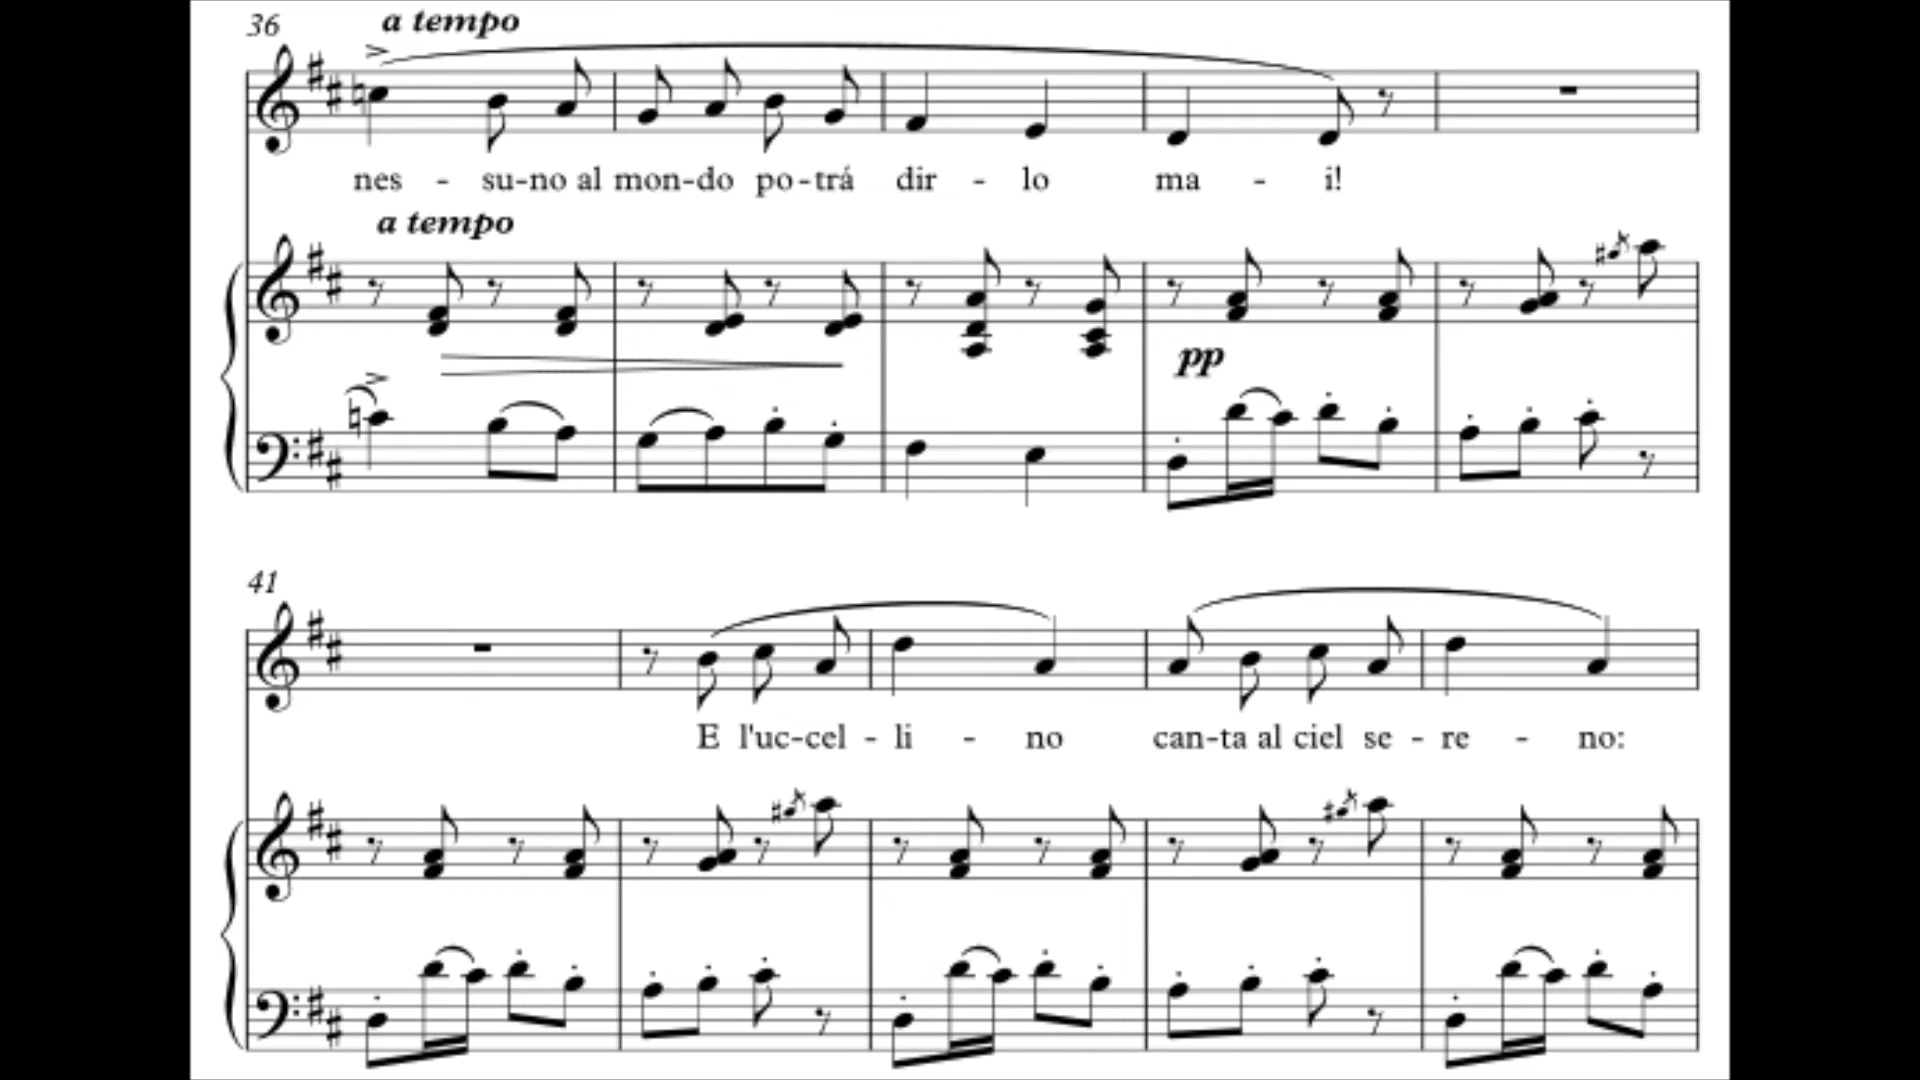 36
a tempo
nes - su-no al mon-do po-trá dir - lo ma - i!
a tempo
pp
41
E l'uc-cel - li - no can-ta al ciel se - re - no: